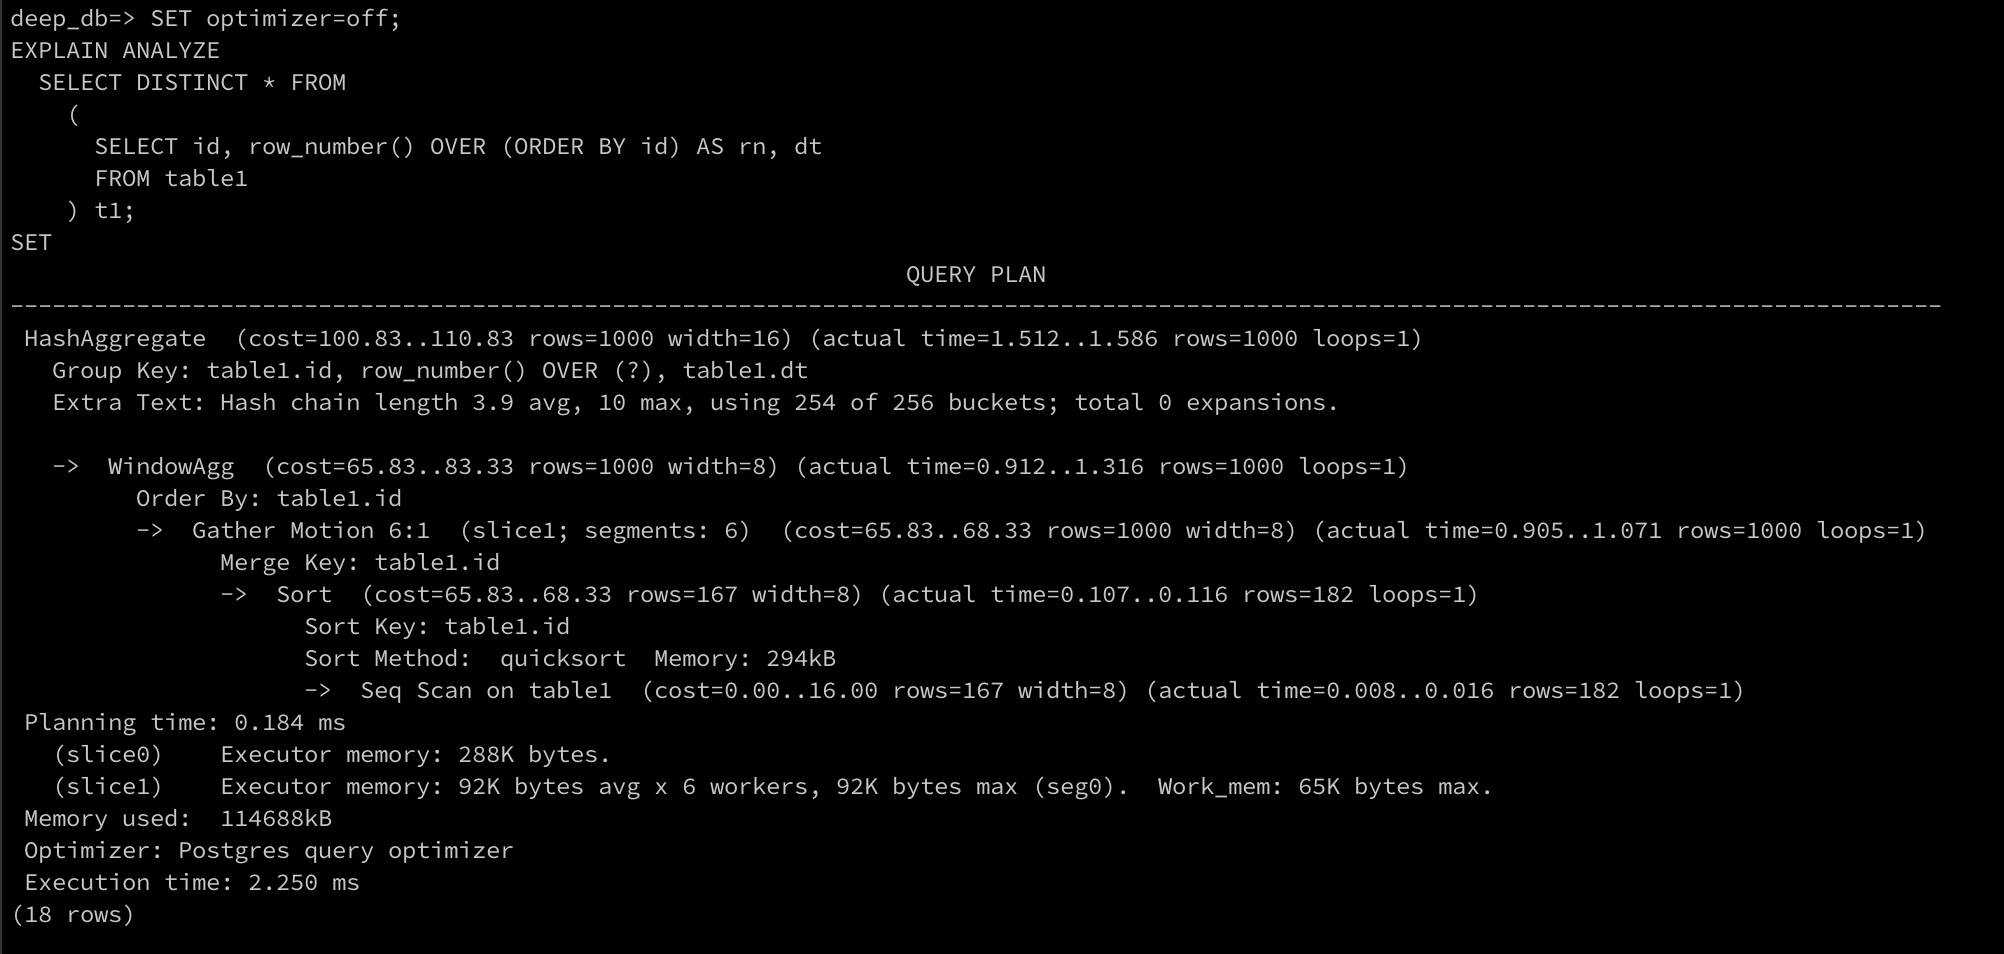 deep_db=> SET optimizer=off;
EXPLAIN ANALYZE
  SELECT DISTINCT * FROM
    (
      SELECT id, row_number() OVER (ORDER BY id) AS rn, dt
      FROM table1
    ) t1;
SET
                                                                QUERY PLAN
------------------------------------------------------------------------------------------------------------------------------------------
 HashAggregate  (cost=100.83..110.83 rows=1000 width=16) (actual time=1.512..1.586 rows=1000 loops=1)
   Group Key: table1.id, row_number() OVER (?), table1.dt
   Extra Text: Hash chain length 3.9 avg, 10 max, using 254 of 256 buckets; total 0 expansions.

   ->  WindowAgg  (cost=65.83..83.33 rows=1000 width=8) (actual time=0.912..1.316 rows=1000 loops=1)
         Order By: table1.id
         ->  Gather Motion 6:1  (slice1; segments: 6)  (cost=65.83..68.33 rows=1000 width=8) (actual time=0.905..1.071 rows=1000 loops=1)
               Merge Key: table1.id
               ->  Sort  (cost=65.83..68.33 rows=167 width=8) (actual time=0.107..0.116 rows=182 loops=1)
                     Sort Key: table1.id
                     Sort Method:  quicksort  Memory: 294kB
                     ->  Seq Scan on table1  (cost=0.00..16.00 rows=167 width=8) (actual time=0.008..0.016 rows=182 loops=1)
 Planning time: 0.184 ms
   (slice0)    Executor memory: 288K bytes.
   (slice1)    Executor memory: 92K bytes avg x 6 workers, 92K bytes max (seg0).  Work_mem: 65K bytes max.
 Memory used:  114688kB
 Optimizer: Postgres query optimizer
 Execution time: 2.250 ms
(18 rows)